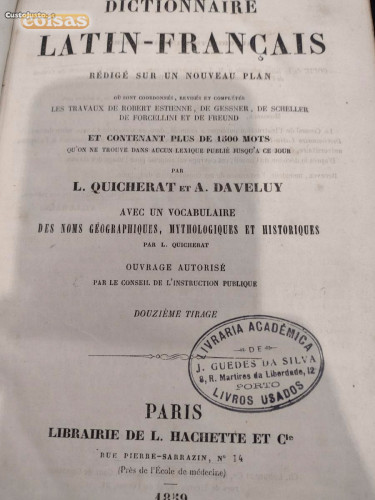 CustoJusto.pt
coisas
DICTIONNAIRE
LATIN-FRANÇAIS
RÉDIGÉ SUR UN NOUVEAU PLAN
OÙ SONT COORDONNÉS, REVISÉS ET COMPLÉTÉS
LES TRAVAUX DE ROBERT ESTIENNE, DE GESSNER, DE SCHELLER,
DE FORCELLINI ET DE FREUND
ET CONTENANT PLUS DE 1500 MOTS
QU'ON NE TROUVE DANS AUCUN LEXIQUE PUBLIÉ JUSQU'A CE JOUR
PAR
L. QUICHERAT ET A. DAVELUY
AVEC UN VOCABULAIRE
DES NOMS GÉOGRAPHIQUES, MYTHOLOGIQUES ET HISTORIQUES
PAR L. QUICHERAT
OUVRAGE AUTORISÉ
PAR LE CONSEIL DE L'INSTRUCTION PUBLIQUE
DOUZIÈME TIRAGE
LIVRARIA ACADÉMICA
DE
J. GUEDES DA SILVA
8, R. Martires da Liberdade, 12
PORTO
LIVROS USADOS
PARIS
LIBRAIRIE DE L. HACHETTE ET Cie
RUE PIERRE-SARRAZIN, N° 14
(Près de l'École de médecine)
1859